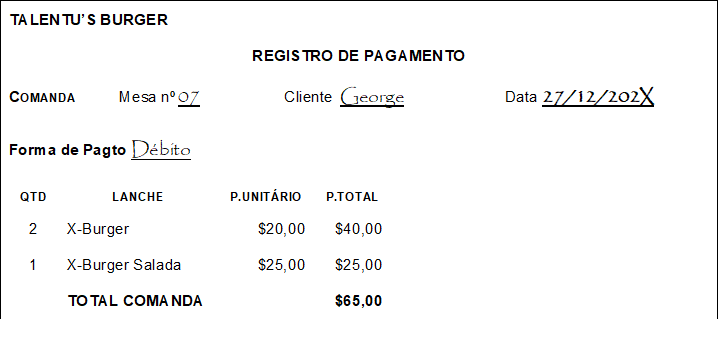 TALENTU'S BURGER
REGISTRO DE PAGAMENTO
COMANDA Mesa nº 07 Cliente George Data 27/12/202X
Forma de Pagto Débito
QTD LANCHE P.UNITÁRIO P.TOTAL
2 X-Burger $20,00 $40,00
1 X-Burger Salada $25,00 $25,00
TOTAL COMANDA $65,00